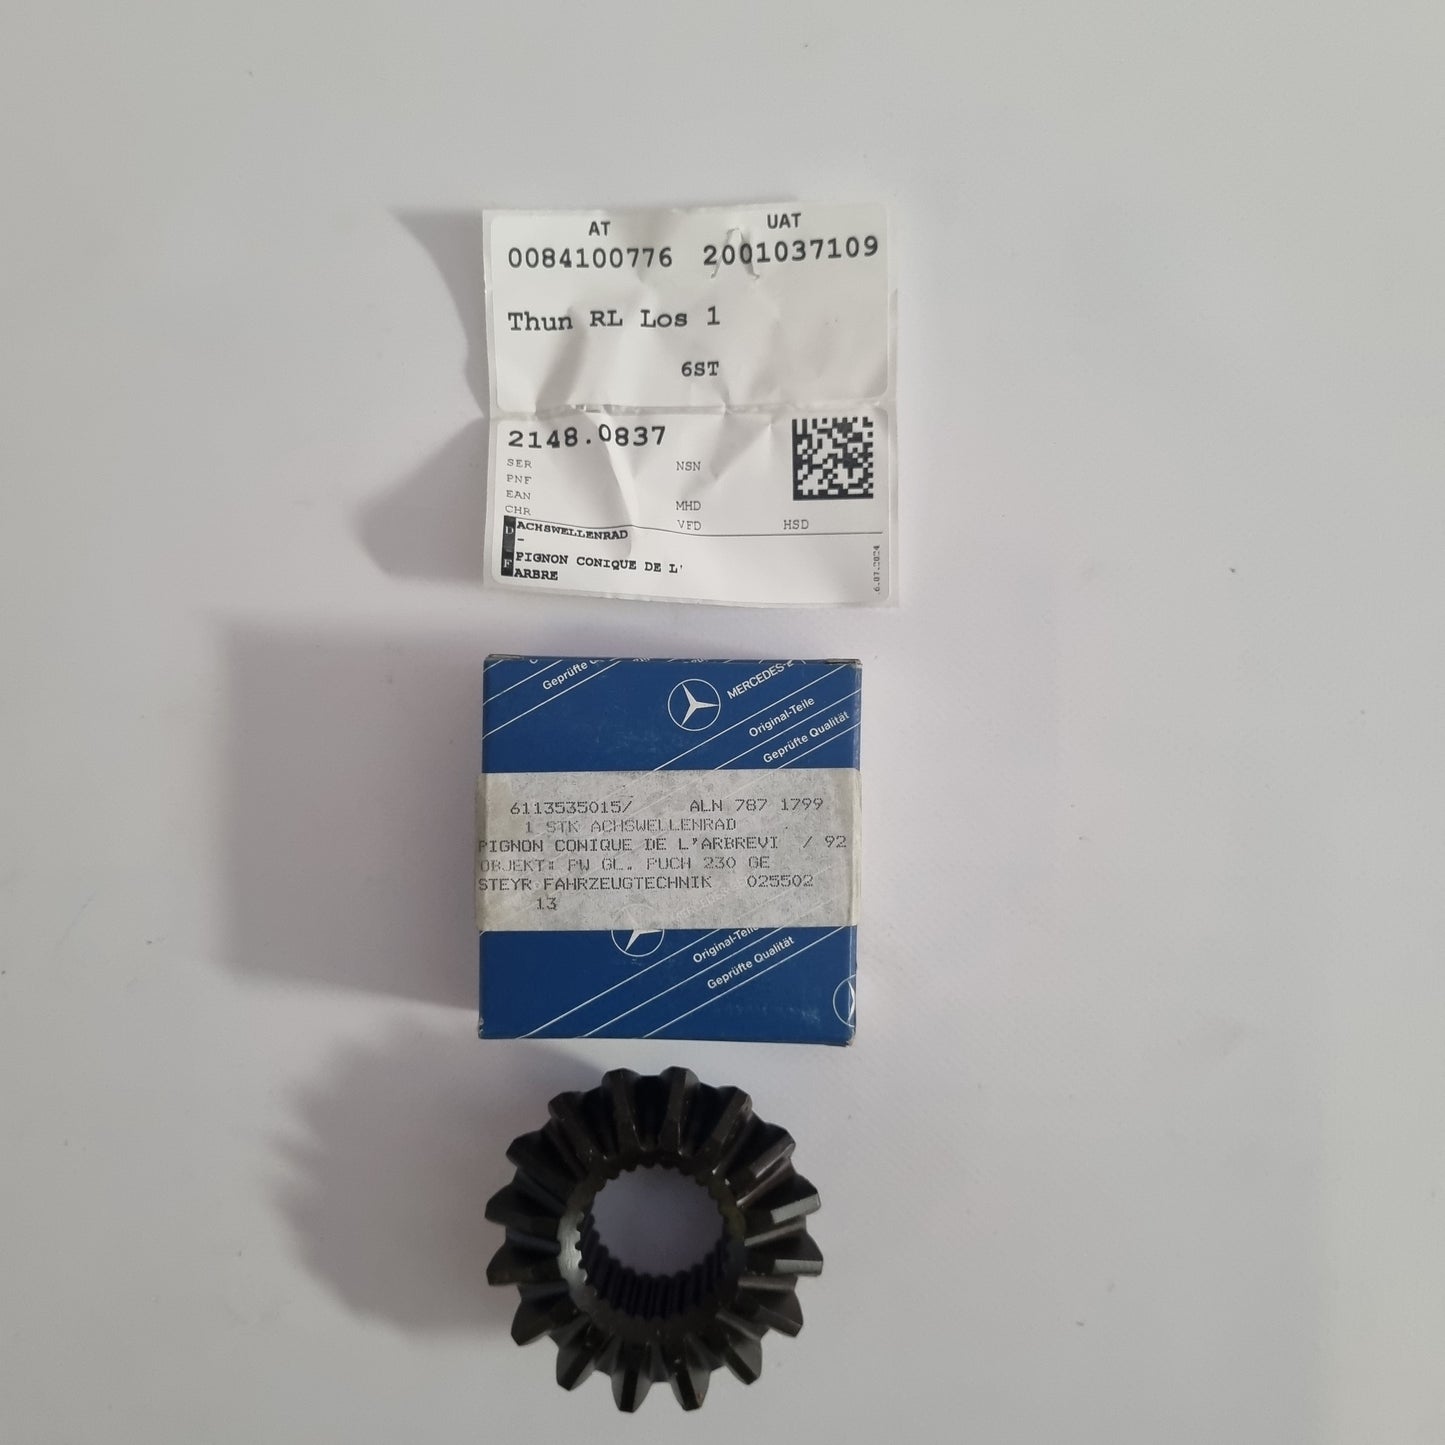 AT UAT
0084100776 2001037109
Thun RL Los 1
6ST
2148.0837
SER NSN
PNF
EAN MHD
CHR VFD HSD
D ACHSWELLENRAD
-
F PIGNON CONIQUE DE L'
ARBRE
6.07.2024
Geprüfte
MERCEDES-
Original-Teile
Geprüfte Qualität
6113535015/ ALN 787 1799
1 STK ACHSWELLENRAD
PIGNON CONIQUE DE L'ARBREVI / 92
OBJEKT: PW GL. PUCH 230 GE
STEYR FAHRZEUGTECHNIK 025502
13
Original-Teile
Geprüfte Qualität